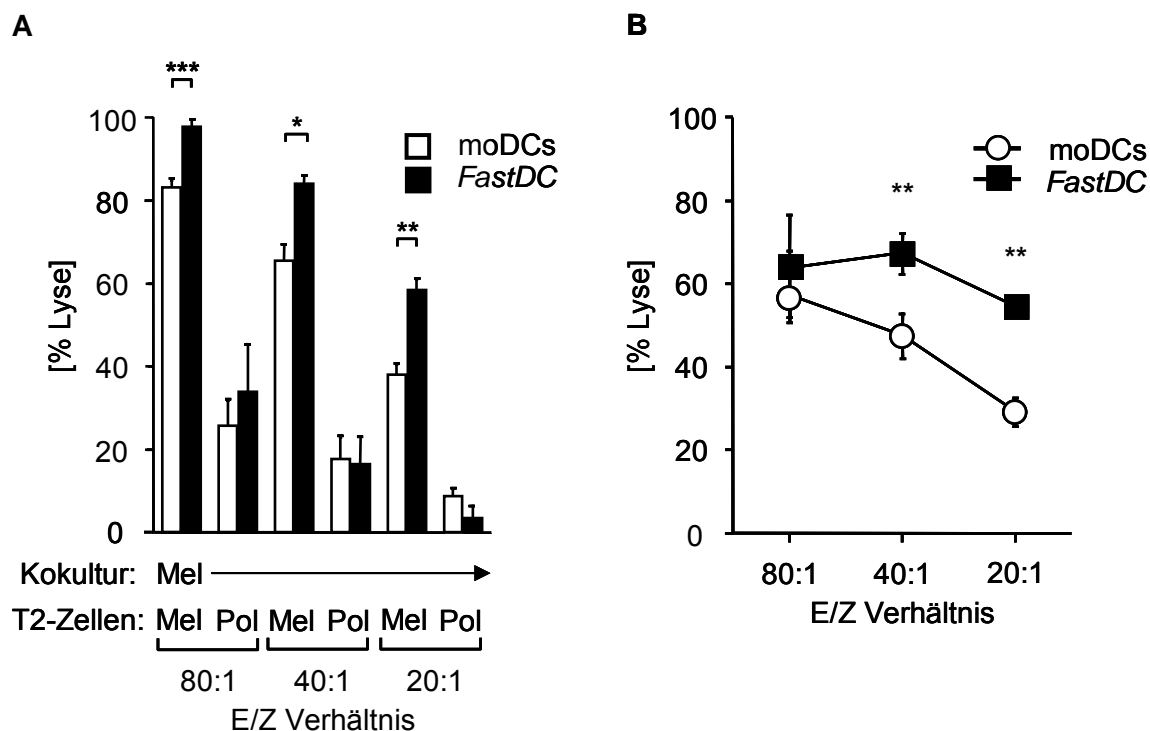 A
***
*
**
100
80
60
40
20
0
[% Lyse]
moDCs
FastDC
Kokultur: Mel
T2-Zellen: Mel Pol Mel Pol Mel Pol
80:1 40:1 20:1
E/Z Verhältnis
B
100
80
60
40
20
0
[% Lyse]
moDCs
FastDC
**
**
80:1 40:1 20:1
E/Z Verhältnis